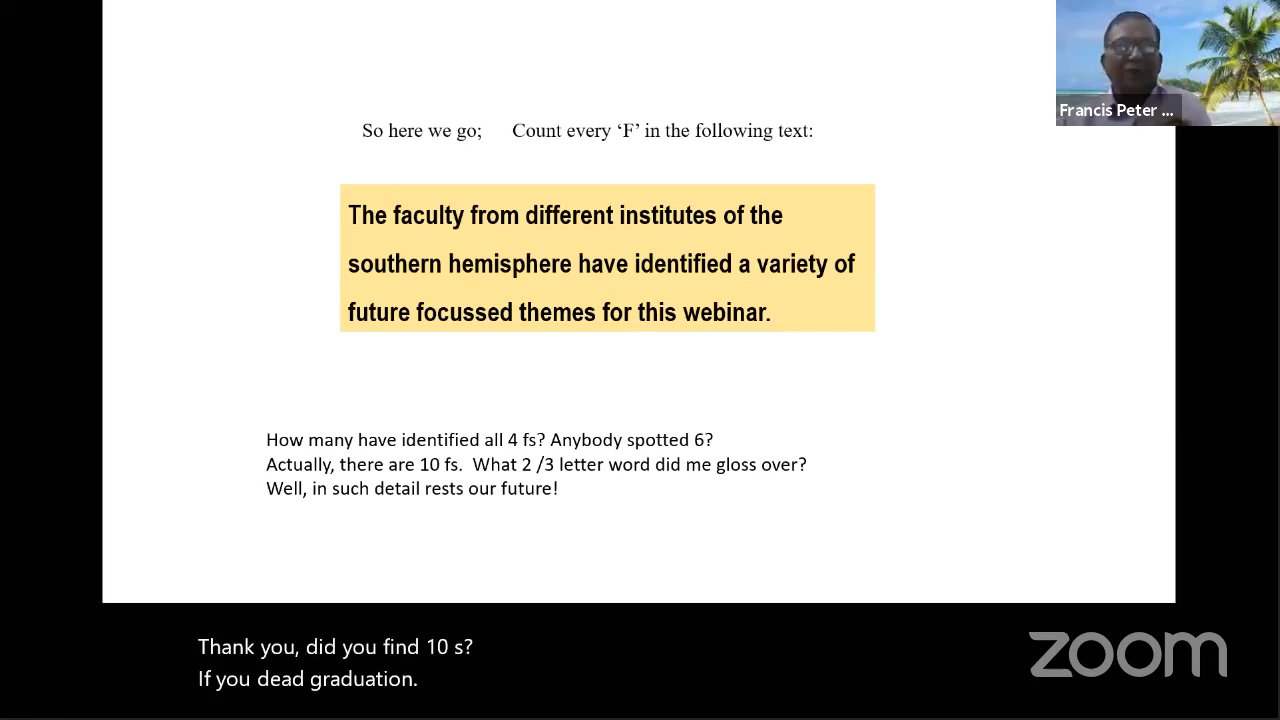 Francis Peter ...
So here we go; Count every ‘F’ in the following text:
The faculty from different institutes of the
southern hemisphere have identified a variety of
future focussed themes for this webinar.
How many have identified all 4 fs? Anybody spotted 6?
Actually, there are 10 fs. What 2 /3 letter word did me gloss over?
Well, in such detail rests our future!
Thank you, did you find 10 s?
If you dead graduation.
zoom